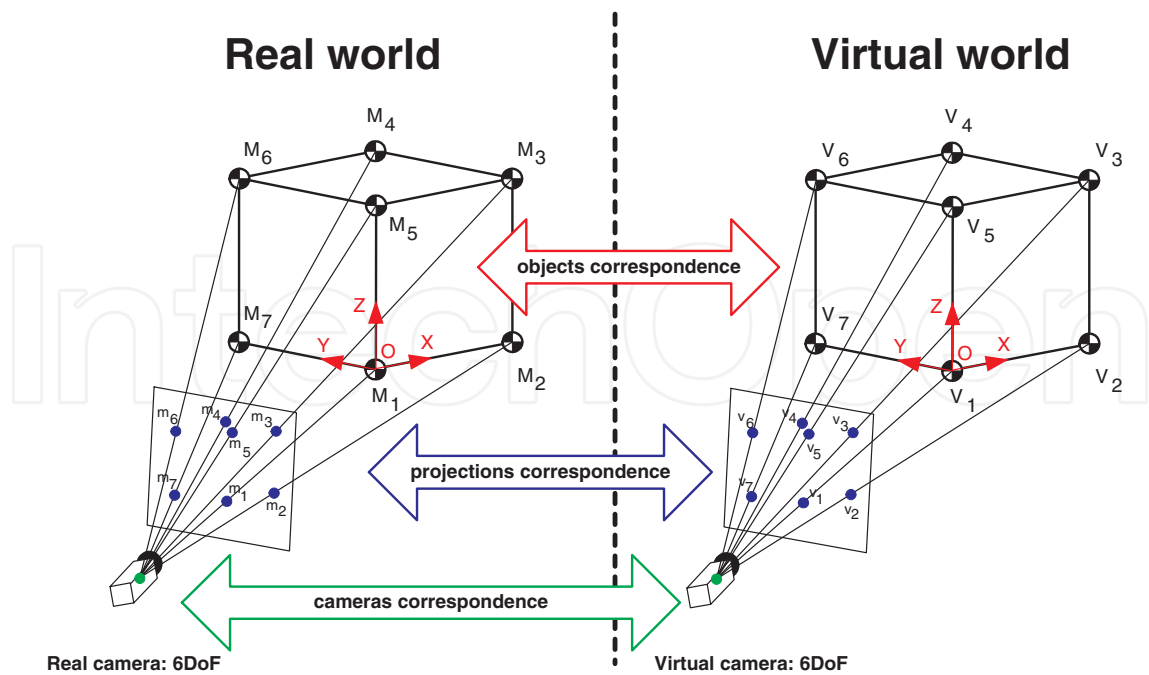 Real world
Virtual world
M4
M6
M3
M5
M7
Z
Y
O
X
M1
M2
m6
m4
m3
m5
m7
m1
m2
V4
V6
V3
V5
V7
Z
Y
O
X
V1
V2
v6
v4
v3
v5
v7
v1
v2
objects correspondence
projections correspondence
cameras correspondence
Real camera: 6DoF
Virtual camera: 6DoF
IntechOpen